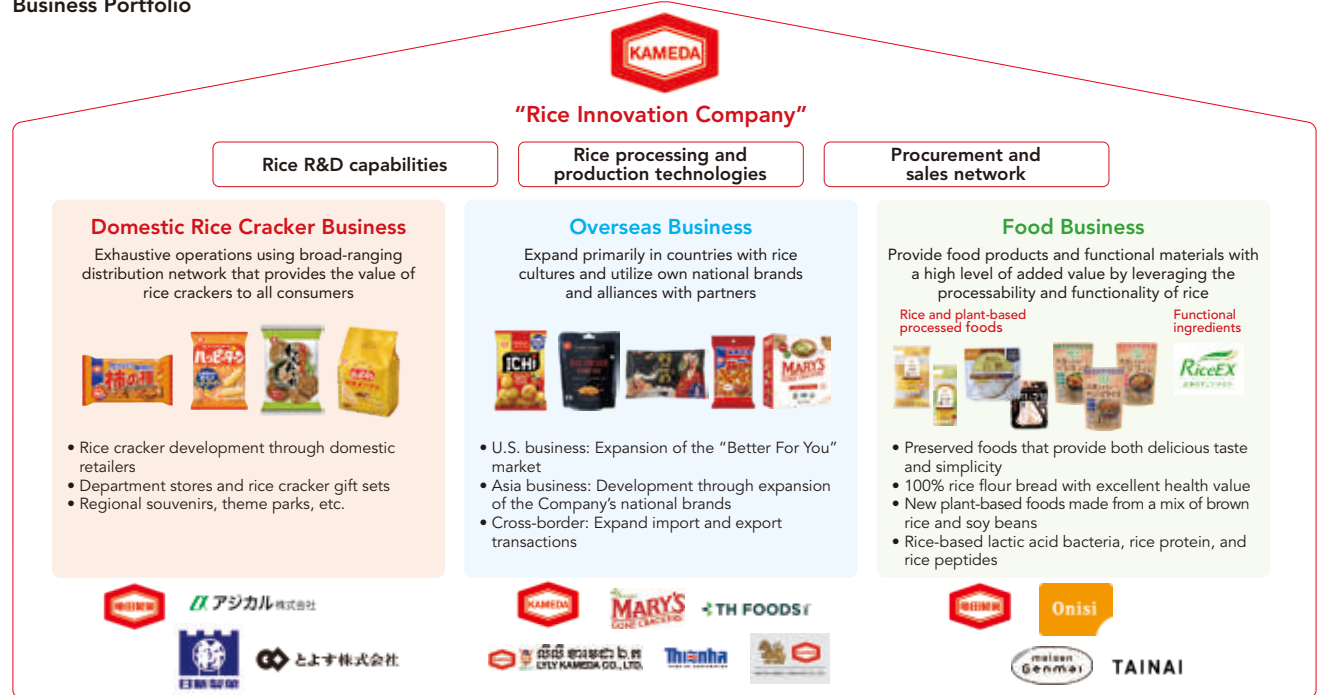 Business Portfolio
KAMEDA
“Rice Innovation Company”
Rice R&D capabilities
Rice processing and
production technologies
Procurement and
sales network
Domestic Rice Cracker Business
Exhaustive operations using broad-ranging
distribution network that provides the value of
rice crackers to all consumers
柿の種
ハッピーターン
• Rice cracker development through domestic
retailers
• Department stores and rice cracker gift sets
• Regional souvenirs, theme parks, etc.
亀田製菓
アジカル株式会社
新
日新製菓
とよす株式会社
Overseas Business
Expand primarily in countries with rice
cultures and utilize own national brands
and alliances with partners
ICHI
MARY'S
• U.S. business: Expansion of the “Better For You”
market
• Asia business: Development through expansion
of the Company’s national brands
• Cross-border: Expand import and export
transactions
KAMEDA
MARY'S
GONE CRACKERS
TH FOODS
LYLY KAMEDA CO., LTD.
Thienha
Food Business
Provide food products and functional materials with
a high level of added value by leveraging the
processability and functionality of rice
Rice and plant-based
processed foods
Functional
ingredients
RiceEX
• Preserved foods that provide both delicious taste
and simplicity
• 100% rice flour bread with excellent health value
• New plant-based foods made from a mix of brown
rice and soy beans
• Rice-based lactic acid bacteria, rice protein, and
rice peptides
亀田製菓
Onisi
maison
Genmai
TAINAI